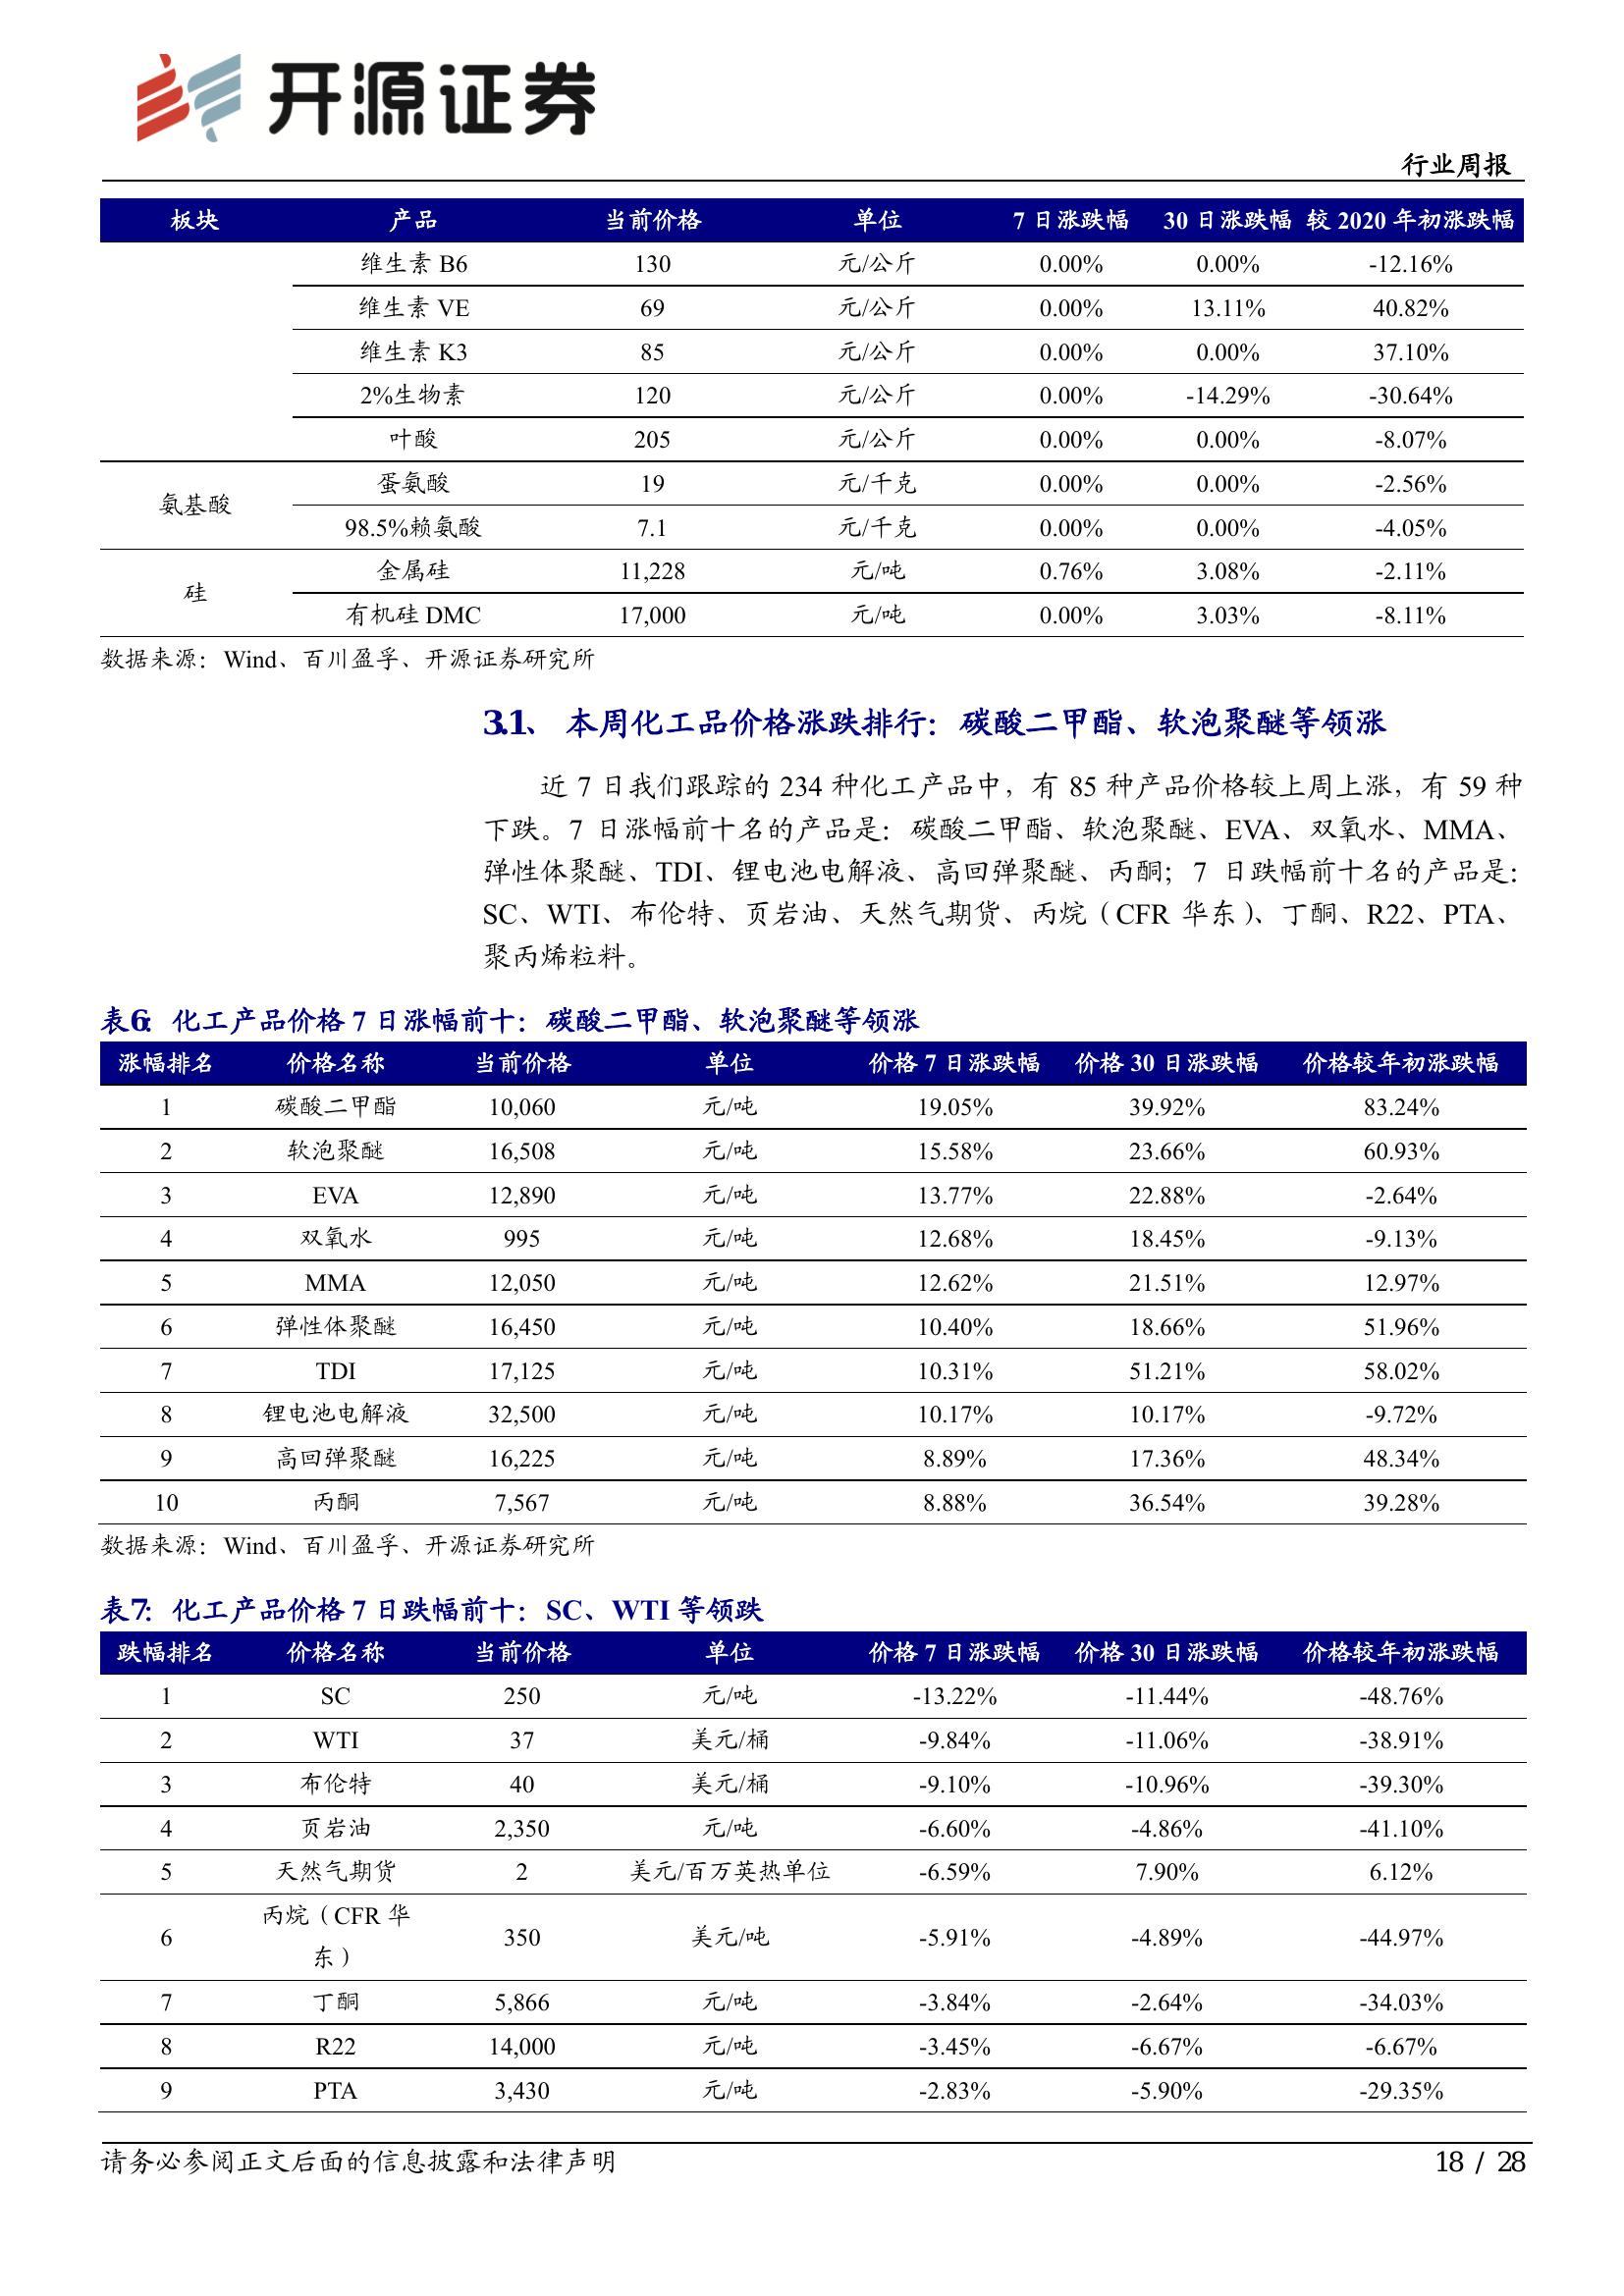 开源证券
行业周报
板块 产品 当前价格 单位 7 日涨跌幅 30 日涨跌幅 较 2020 年初涨跌幅
维生素 B6 130 元/公斤 0.00% 0.00% -12.16%
维生素 VE 69 元/公斤 0.00% 13.11% 40.82%
维生素 K3 85 元/公斤 0.00% 0.00% 37.10%
2%生物素 120 元/公斤 0.00% -14.29% -30.64%
叶酸 205 元/公斤 0.00% 0.00% -8.07%
氨基酸 蛋氨酸 19 元/千克 0.00% 0.00% -2.56%
98.5%赖氨酸 7.1 元/千克 0.00% 0.00% -4.05%
硅 金属硅 11,228 元/吨 0.76% 3.08% -2.11%
有机硅 DMC 17,000 元/吨 0.00% 3.03% -8.11%
数据来源：Wind、百川盈孚、开源证券研究所
3.1、 本周化工品价格涨跌排行：碳酸二甲酯、软泡聚醚等领涨
近 7 日我们跟踪的 234 种化工产品中，有 85 种产品价格较上周上涨，有 59 种
下跌。7 日涨幅前十名的产品是：碳酸二甲酯、软泡聚醚、EVA、双氧水、MMA、
弹性体聚醚、TDI、锂电池电解液、高回弹聚醚、丙酮；7 日跌幅前十名的产品是：
SC、WTI、布伦特、页岩油、天然气期货、丙烷（CFR 华东）、丁酮、R22、PTA、
聚丙烯粒料。
表6：化工产品价格 7 日涨幅前十：碳酸二甲酯、软泡聚醚等领涨
涨幅排名 价格名称 当前价格 单位 价格 7 日涨跌幅 价格 30 日涨跌幅 价格较年初涨跌幅
1 碳酸二甲酯 10,060 元/吨 19.05% 39.92% 83.24%
2 软泡聚醚 16,508 元/吨 15.58% 23.66% 60.93%
3 EVA 12,890 元/吨 13.77% 22.88% -2.64%
4 双氧水 995 元/吨 12.68% 18.45% -9.13%
5 MMA 12,050 元/吨 12.62% 21.51% 12.97%
6 弹性体聚醚 16,450 元/吨 10.40% 18.66% 51.96%
7 TDI 17,125 元/吨 10.31% 51.21% 58.02%
8 锂电池电解液 32,500 元/吨 10.17% 10.17% -9.72%
9 高回弹聚醚 16,225 元/吨 8.89% 17.36% 48.34%
10 丙酮 7,567 元/吨 8.88% 36.54% 39.28%
数据来源：Wind、百川盈孚、开源证券研究所
表7：化工产品价格 7 日跌幅前十：SC、WTI 等领跌
跌幅排名 价格名称 当前价格 单位 价格 7 日涨跌幅 价格 30 日涨跌幅 价格较年初涨跌幅
1 SC 250 元/吨 -13.22% -11.44% -48.76%
2 WTI 37 美元/桶 -9.84% -11.06% -38.91%
3 布伦特 40 美元/桶 -9.10% -10.96% -39.30%
4 页岩油 2,350 元/吨 -6.60% -4.86% -41.10%
5 天然气期货 2 美元/百万英热单位 -6.59% 7.90% 6.12%
6 丙烷（CFR 华 350 美元/吨 -5.91% -4.89% -44.97%
东）
7 丁酮 5,866 元/吨 -3.84% -2.64% -34.03%
8 R22 14,000 元/吨 -3.45% -6.67% -6.67%
9 PTA 3,430 元/吨 -2.83% -5.90% -29.35%
请务必参阅正文后面的信息披露和法律声明 18 / 28